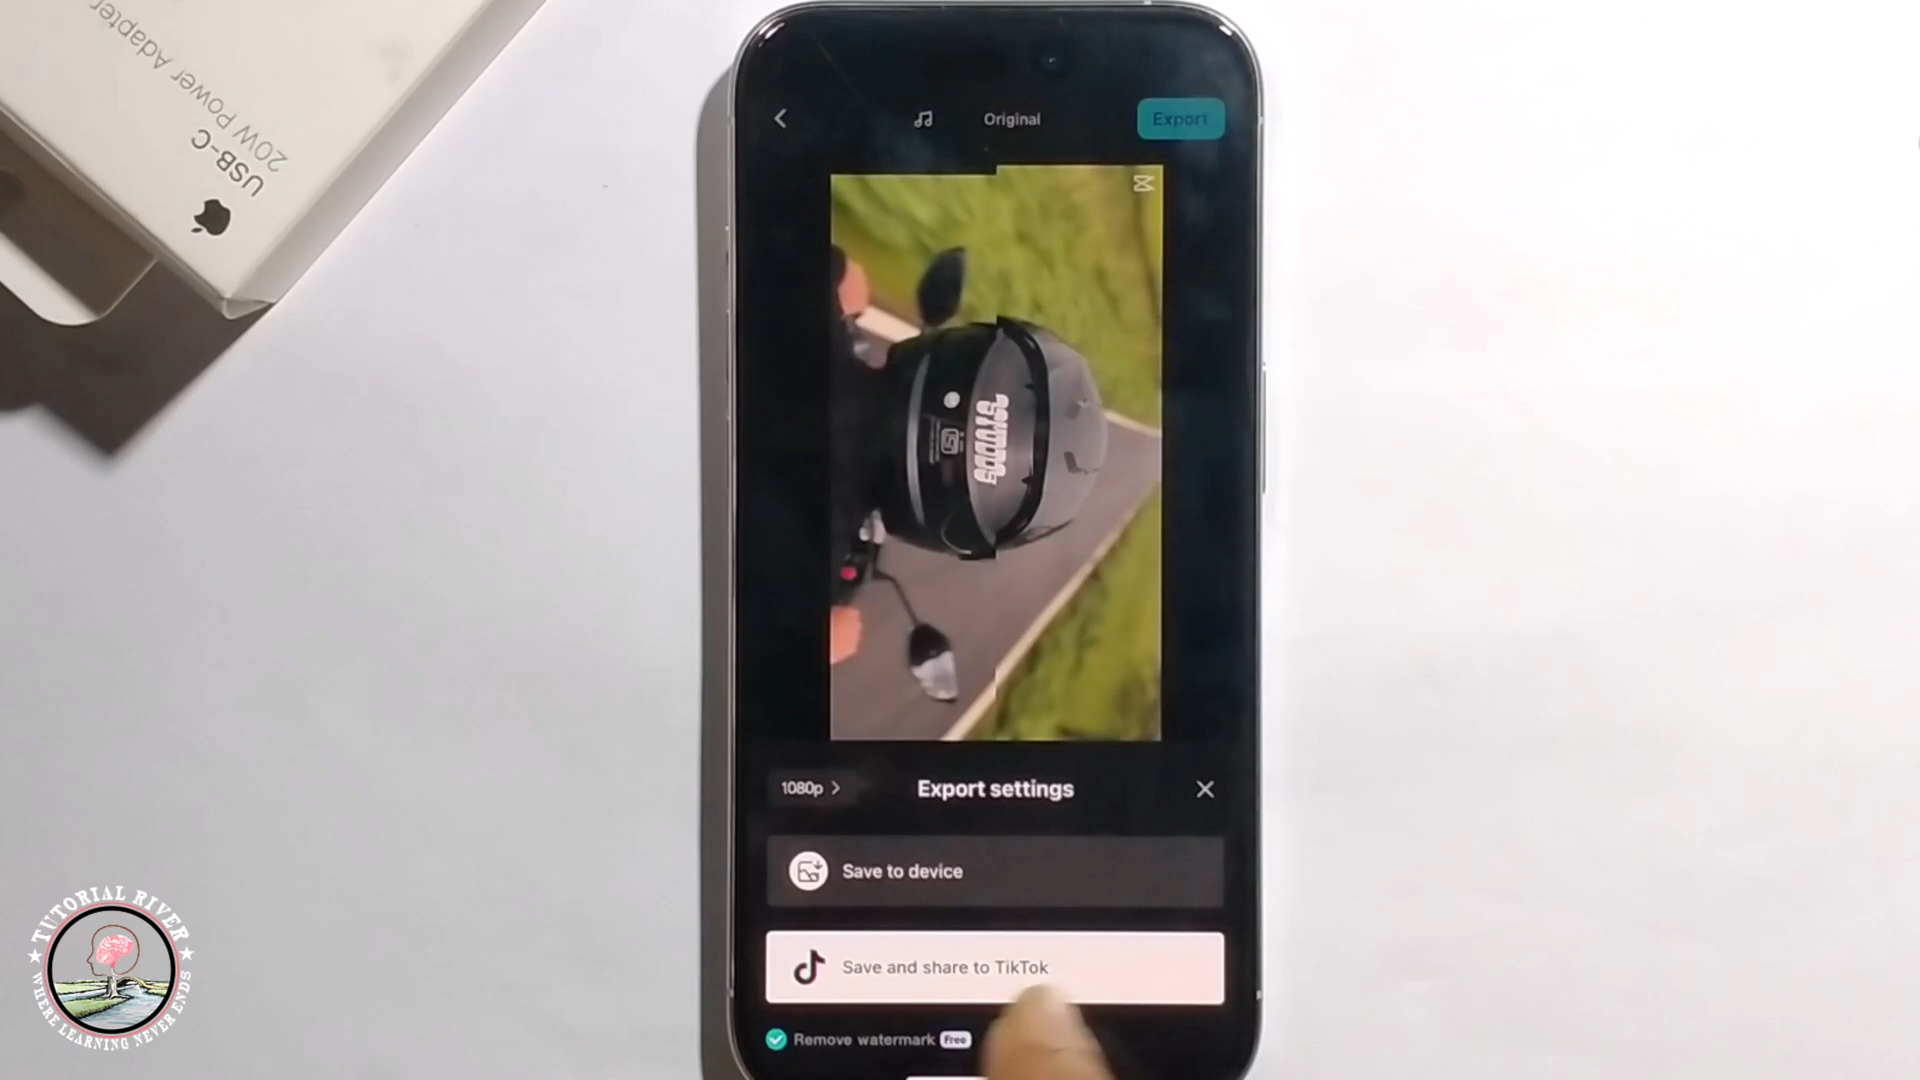 USB-C
20W Power Adapter
Original
Export
STUDDS
1080p
Export settings
Save to device
Save and share to TikTok
Remove watermark Free
TUTORIAL RIVER
WHERE LEARNING NEVER ENDS